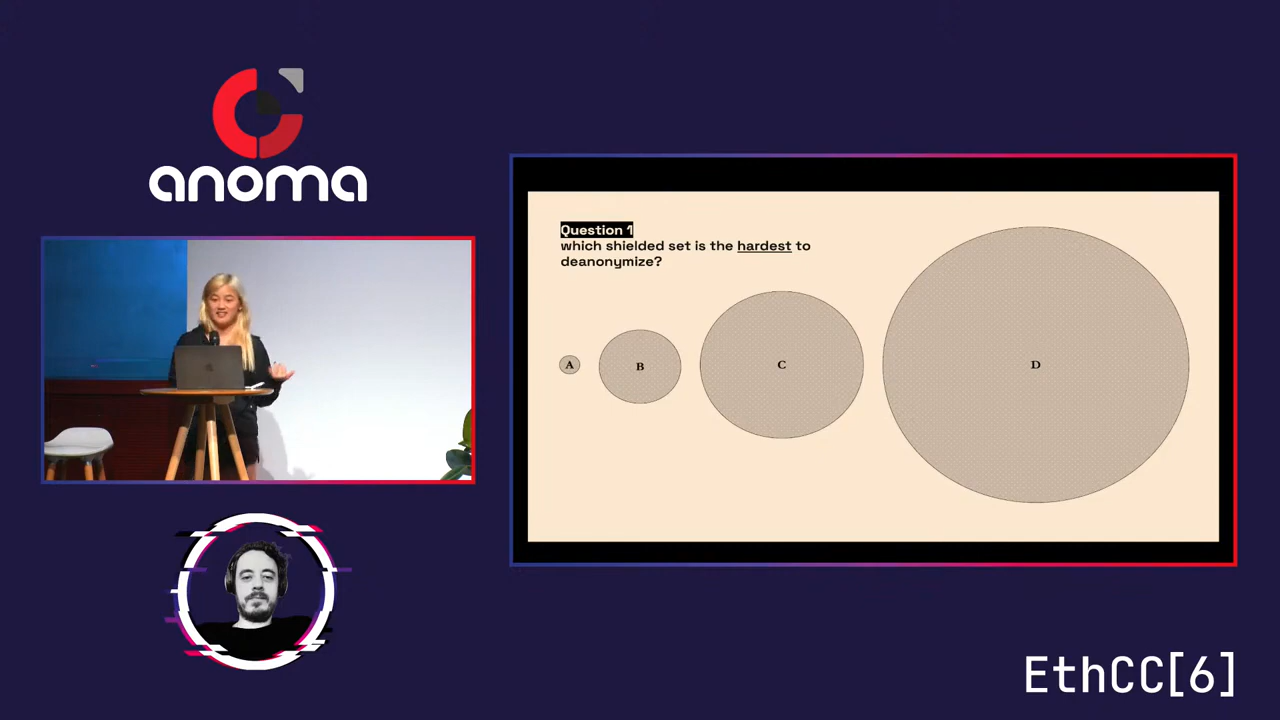 anoma
Question 1
which shielded set is the hardest to
deanonymize?
A
B
C
D
EthCC[6]